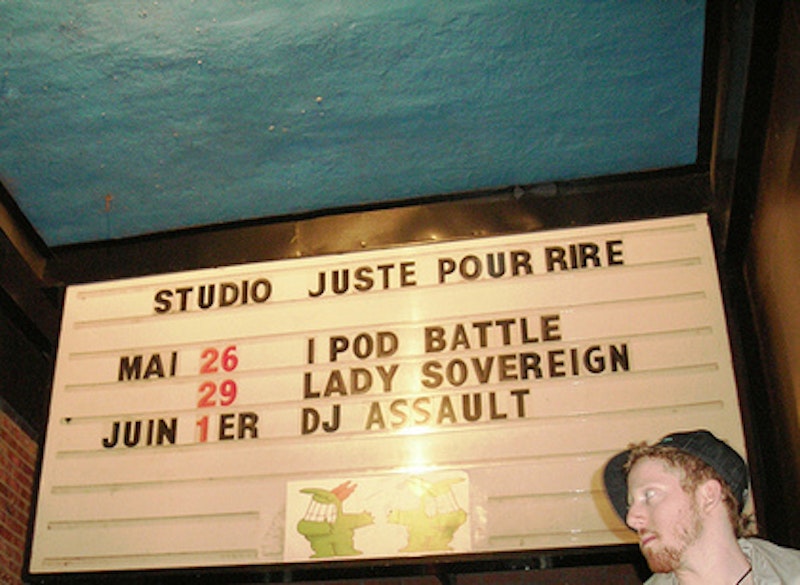 STUDIO JUSTE POUR RIRE
MAI 26 I POD BATTLE
29 LADY SOVEREIGN
JUIN 1ER DJ ASSAULT